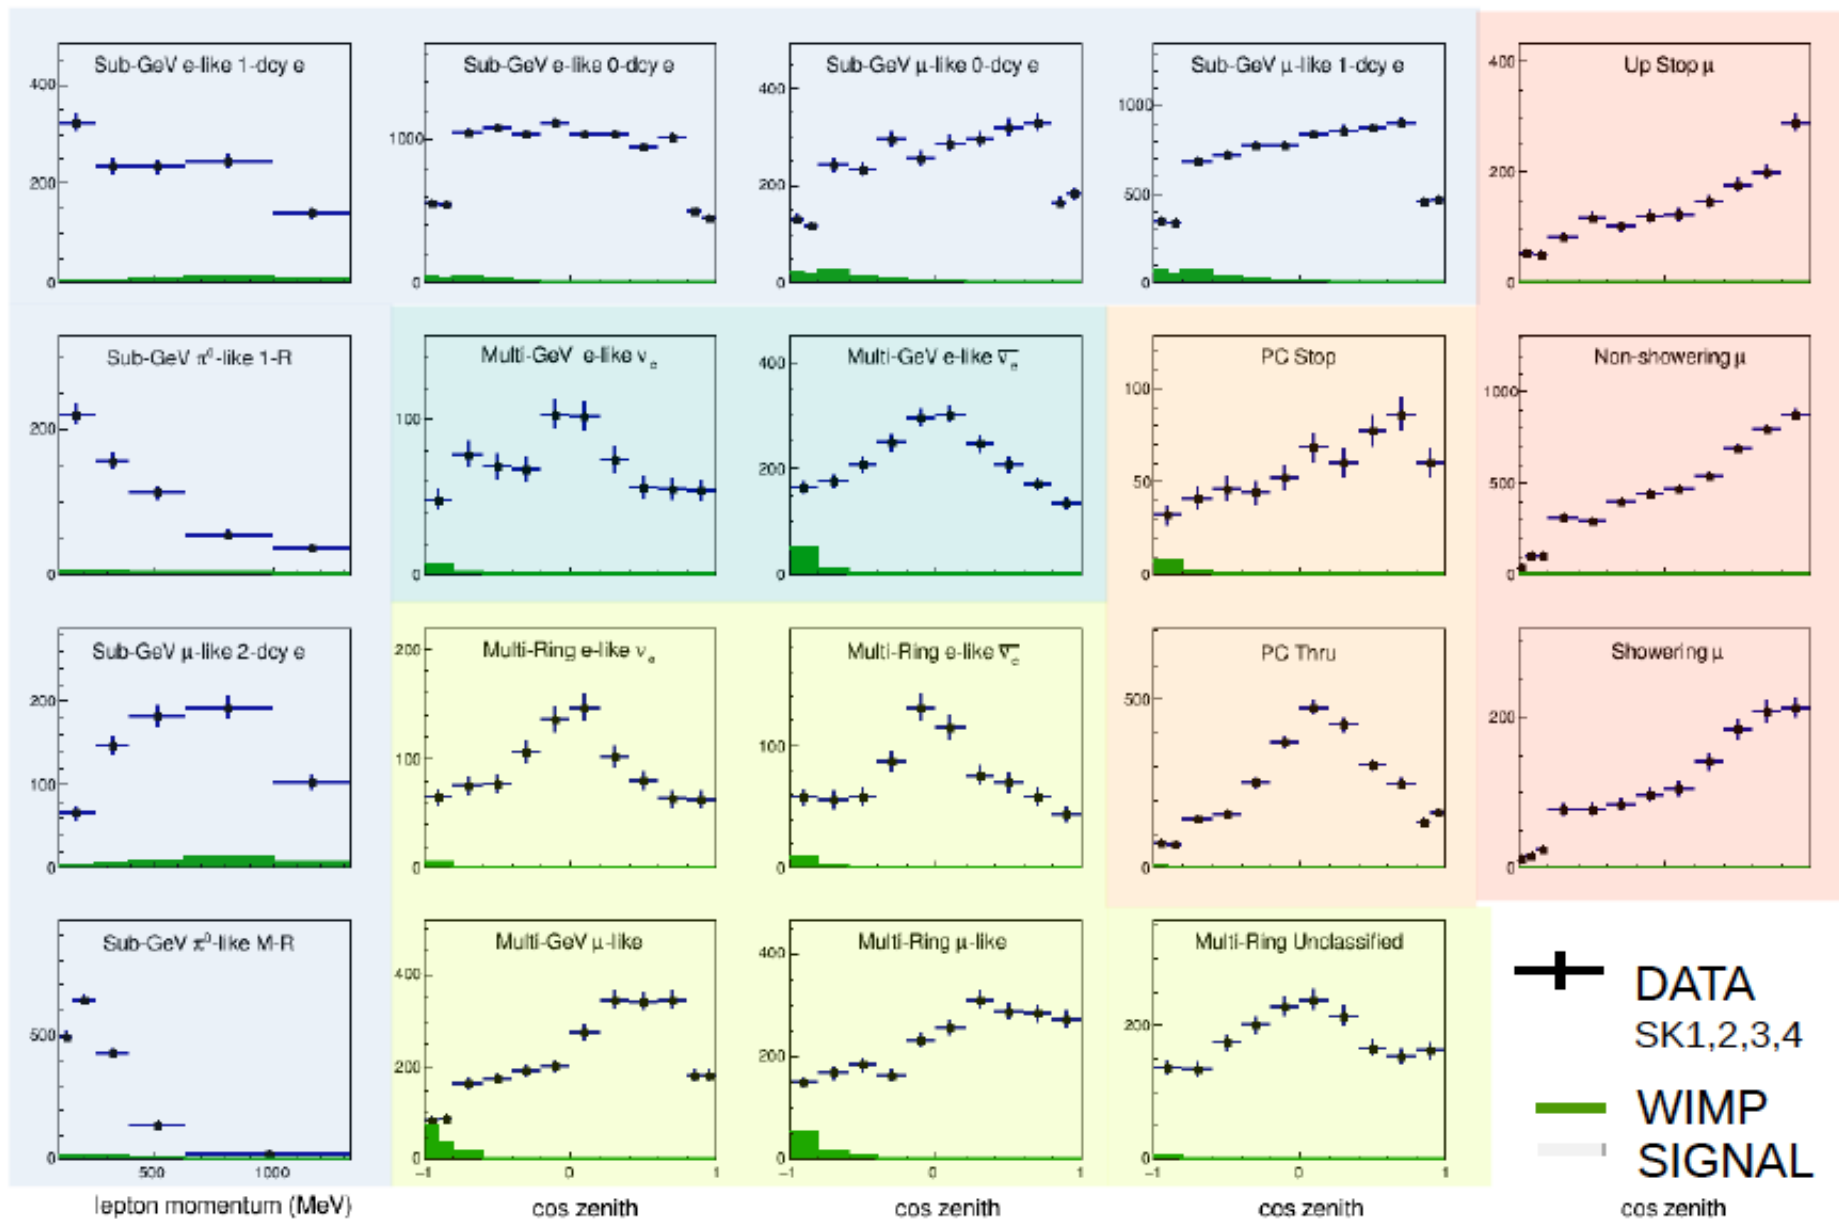 Sub-GeV e-like 1-dcy e
400
200
0
Sub-GeV e-like 0-dcy e
1000
0
Sub-GeV μ-like 0-dcy e
400
200
0
Sub-GeV μ-like 1-dcy e
1000
500
0
Up Stop μ
400
200
0
Sub-GeV π⁰-like 1-R
200
0
Multi-GeV e-like νₑ
100
0
Multi-GeV e-like ν̅ₑ
400
200
0
PC Stop
100
50
0
Non-showering μ
1000
500
0
Sub-GeV μ-like 2-dcy e
200
100
0
Multi-Ring e-like νₑ
200
100
0
Multi-Ring e-like ν̅ₑ
100
0
PC Thru
500
0
Showering μ
200
0
Sub-GeV π⁰-like M-R
500
0
500 1000
lepton momentum (MeV)
Multi-GeV μ-like
400
200
0
-1 0 1
cos zenith
Multi-Ring μ-like
400
200
0
-1 0 1
cos zenith
Multi-Ring Unclassified
200
0
-1 0 1
cos zenith
DATA
SK1,2,3,4
WIMP
SIGNAL
cos zenith